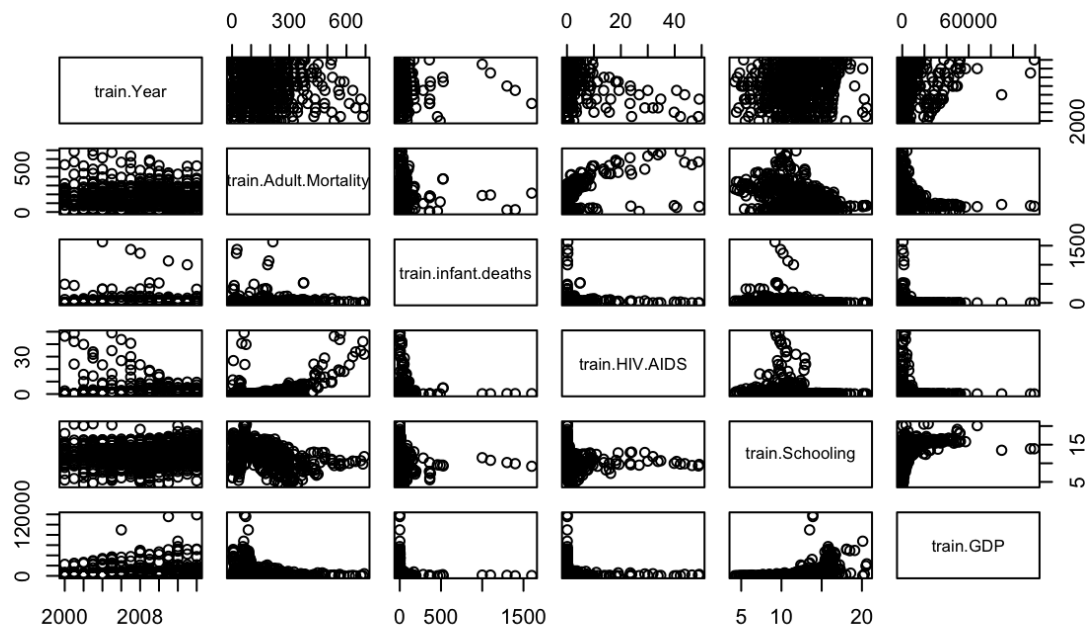 0 300 600 0 20 40 0 60000
train.Year
2000
0 500
train.Adult.Mortality
train.infant.deaths
0 1500
0 30
train.HIV.AIDS
train.Schooling
5 15
0 120000
train.GDP
2000 2008 0 500 1500 5 10 20